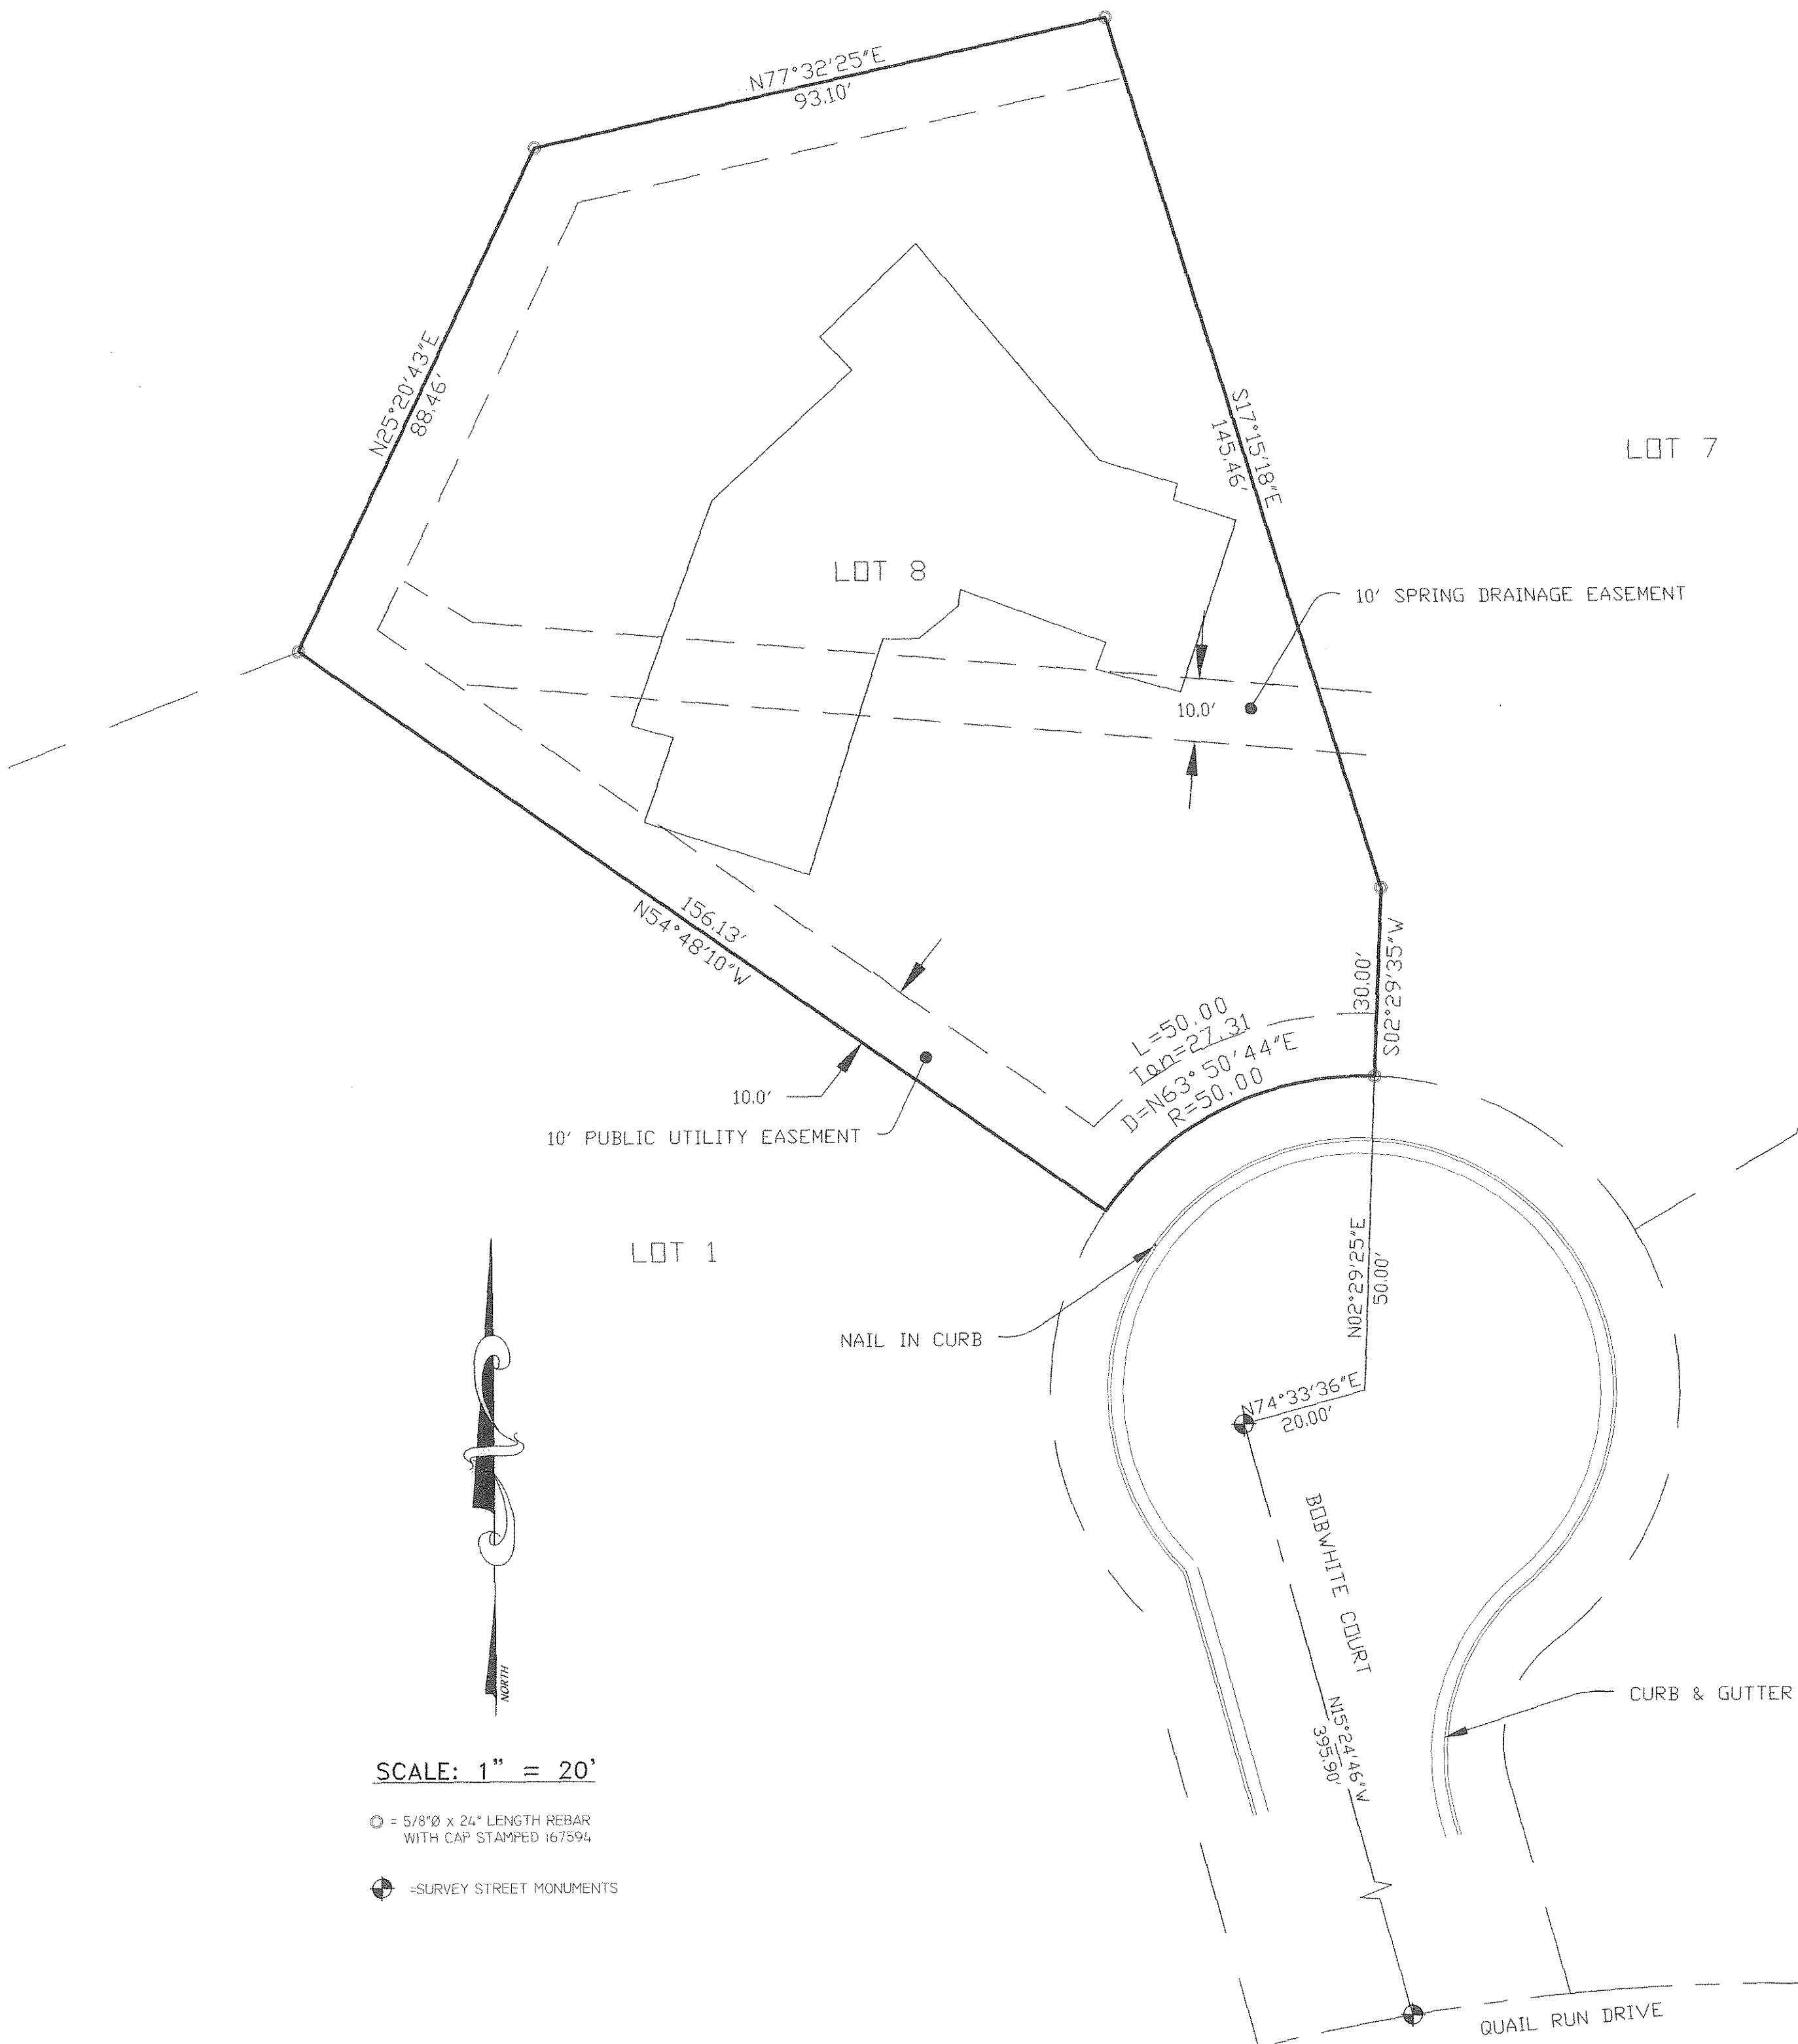 N77°32'25"E
93.10'
N25°20'43"E
88.46'
S17°15'18"E
145.46'
LOT 7
LOT 8
10' SPRING DRAINAGE EASEMENT
10.0'
156.13'
N54°48'10"W
30.00'
S02°29'35"W
L=50.00
Tan=27.31
D=N63°50'44"E
R=50.00
10.0'
10' PUBLIC UTILITY EASEMENT
LOT 1
NAIL IN CURB
N02°29'25"E
50.00'
N74°33'36"E
20.00'
BOBWHITE COURT
N15°24'46"W
395.90'
CURB & GUTTER
NORTH
SCALE: 1" = 20'
= 5/8"Ø x 24" LENGTH REBAR
WITH CAP STAMPED 167594
=SURVEY STREET MONUMENTS
QUAIL RUN DRIVE